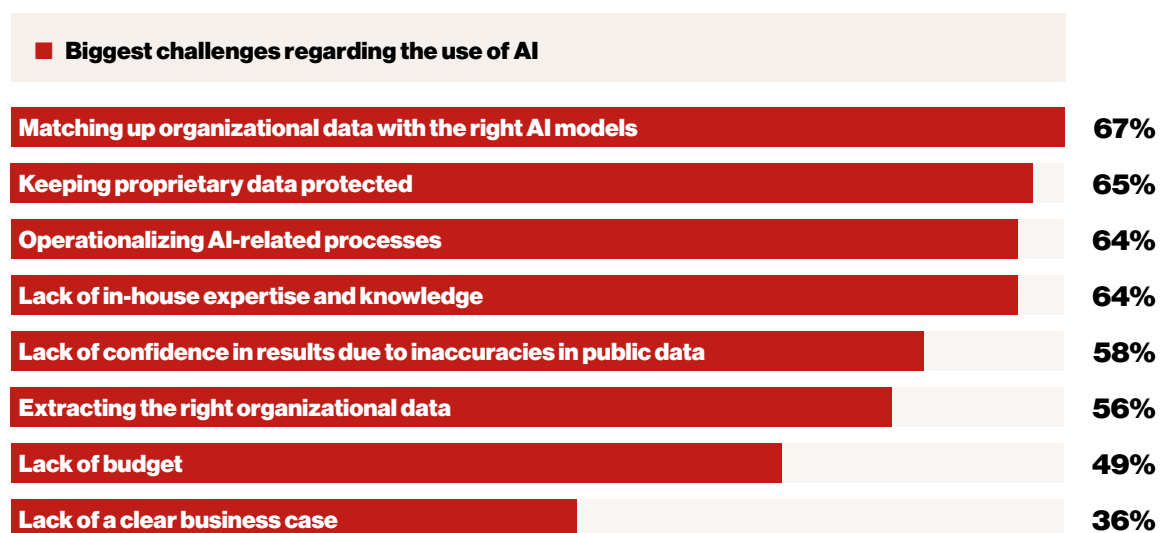 Biggest challenges regarding the use of AI
Matching up organizational data with the right AI models 67%
Keeping proprietary data protected 65%
Operationalizing AI-related processes 64%
Lack of in-house expertise and knowledge 64%
Lack of confidence in results due to inaccuracies in public data 58%
Extracting the right organizational data 56%
Lack of budget 49%
Lack of a clear business case 36%